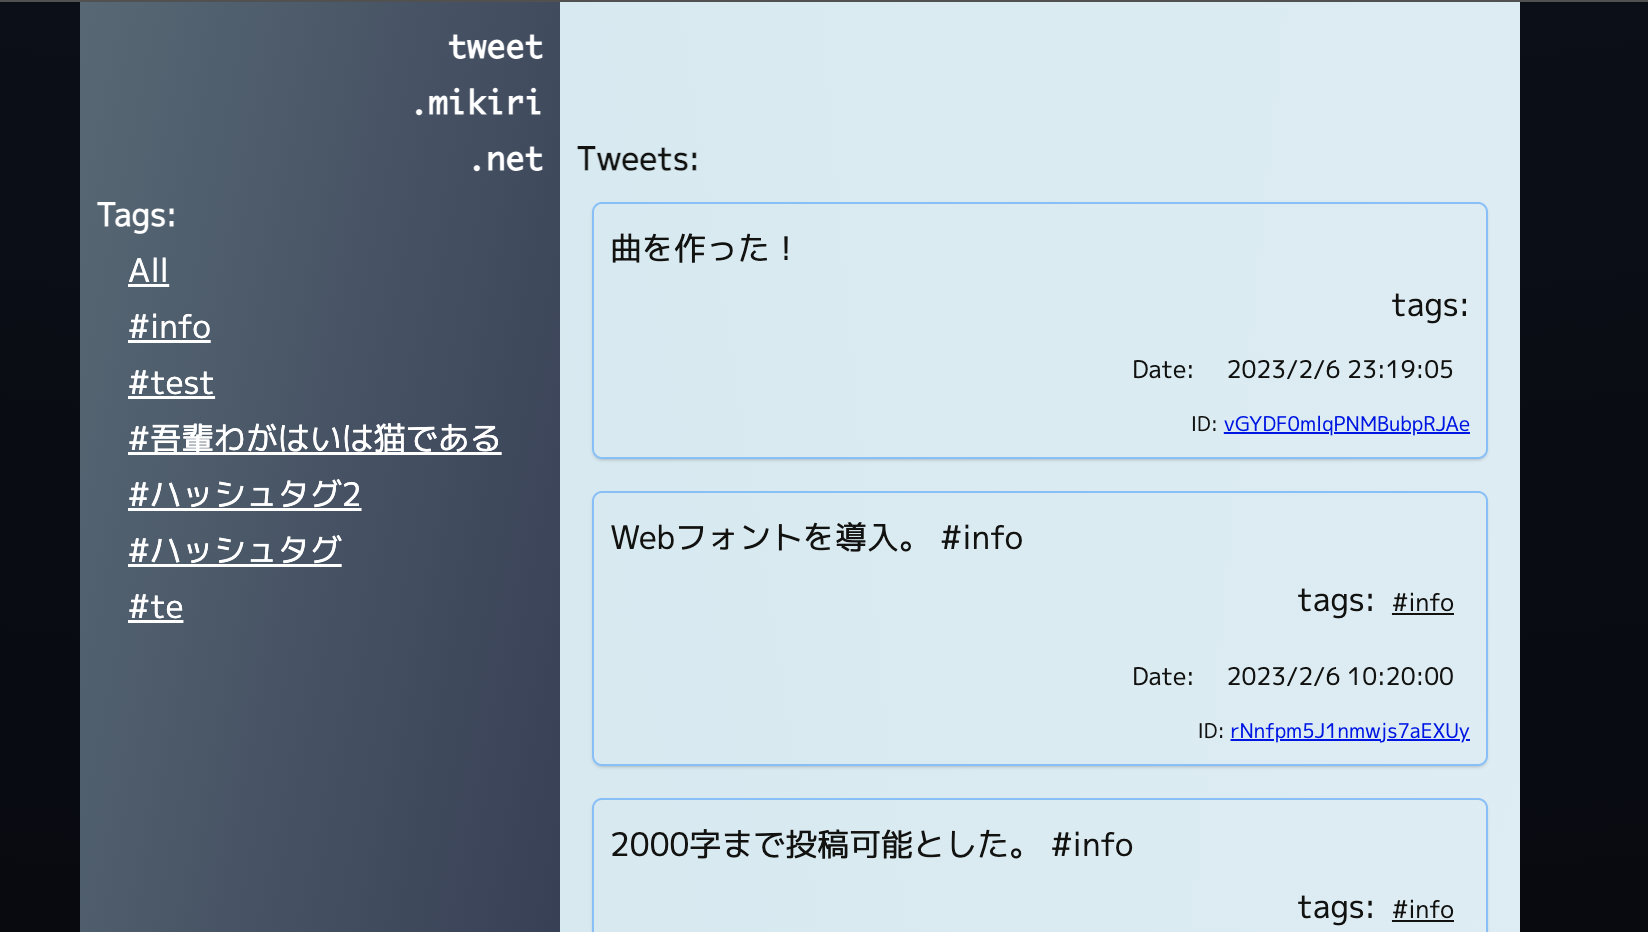 tweet
.mikiri
.net
Tags:
All
#info
#test
#吾輩わがはいは猫である
#ハッシュタグ2
#ハッシュタグ
#te
Tweets:
曲を作った！
tags:
Date: 2023/2/6 23:19:05
ID: vGYDF0mlqPNMBubpRJAe
Webフォントを導入。 #info
tags: #info
Date: 2023/2/6 10:20:00
ID: rNnfpm5J1nmwjs7aEXUy
2000字まで投稿可能とした。 #info
tags: #info